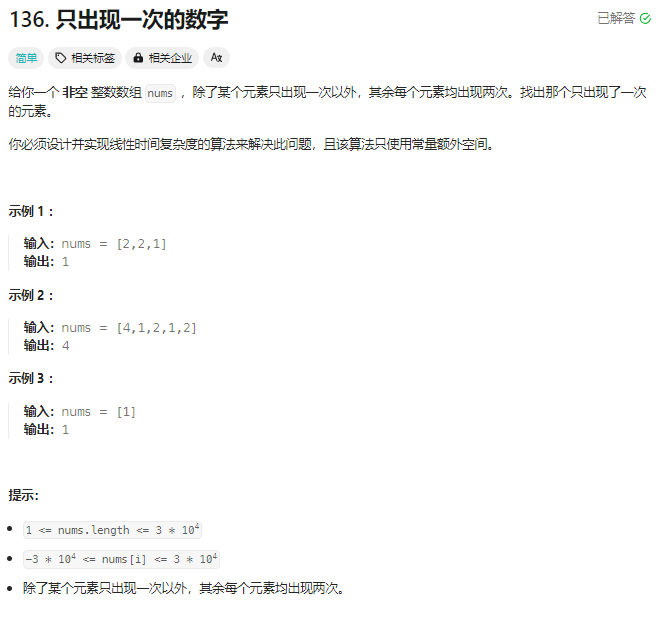 136. 只出现一次的数字
已解答
简单 相关标签 相关企业 Ax
给你一个 非空 整数数组 nums ，除了某个元素只出现一次以外，其余每个元素均出现两次。找出那个只出现了一次
的元素。
你必须设计并实现线性时间复杂度的算法来解决此问题，且该算法只使用常量额外空间。
示例 1 ：
输入：nums = [2,2,1]
输出：1
示例 2 ：
输入：nums = [4,1,2,1,2]
输出：4
示例 3 ：
输入：nums = [1]
输出：1
提示：
1 <= nums.length <= 3 * 10⁴
-3 * 10⁴ <= nums[i] <= 3 * 10⁴
除了某个元素只出现一次以外，其余每个元素均出现两次。